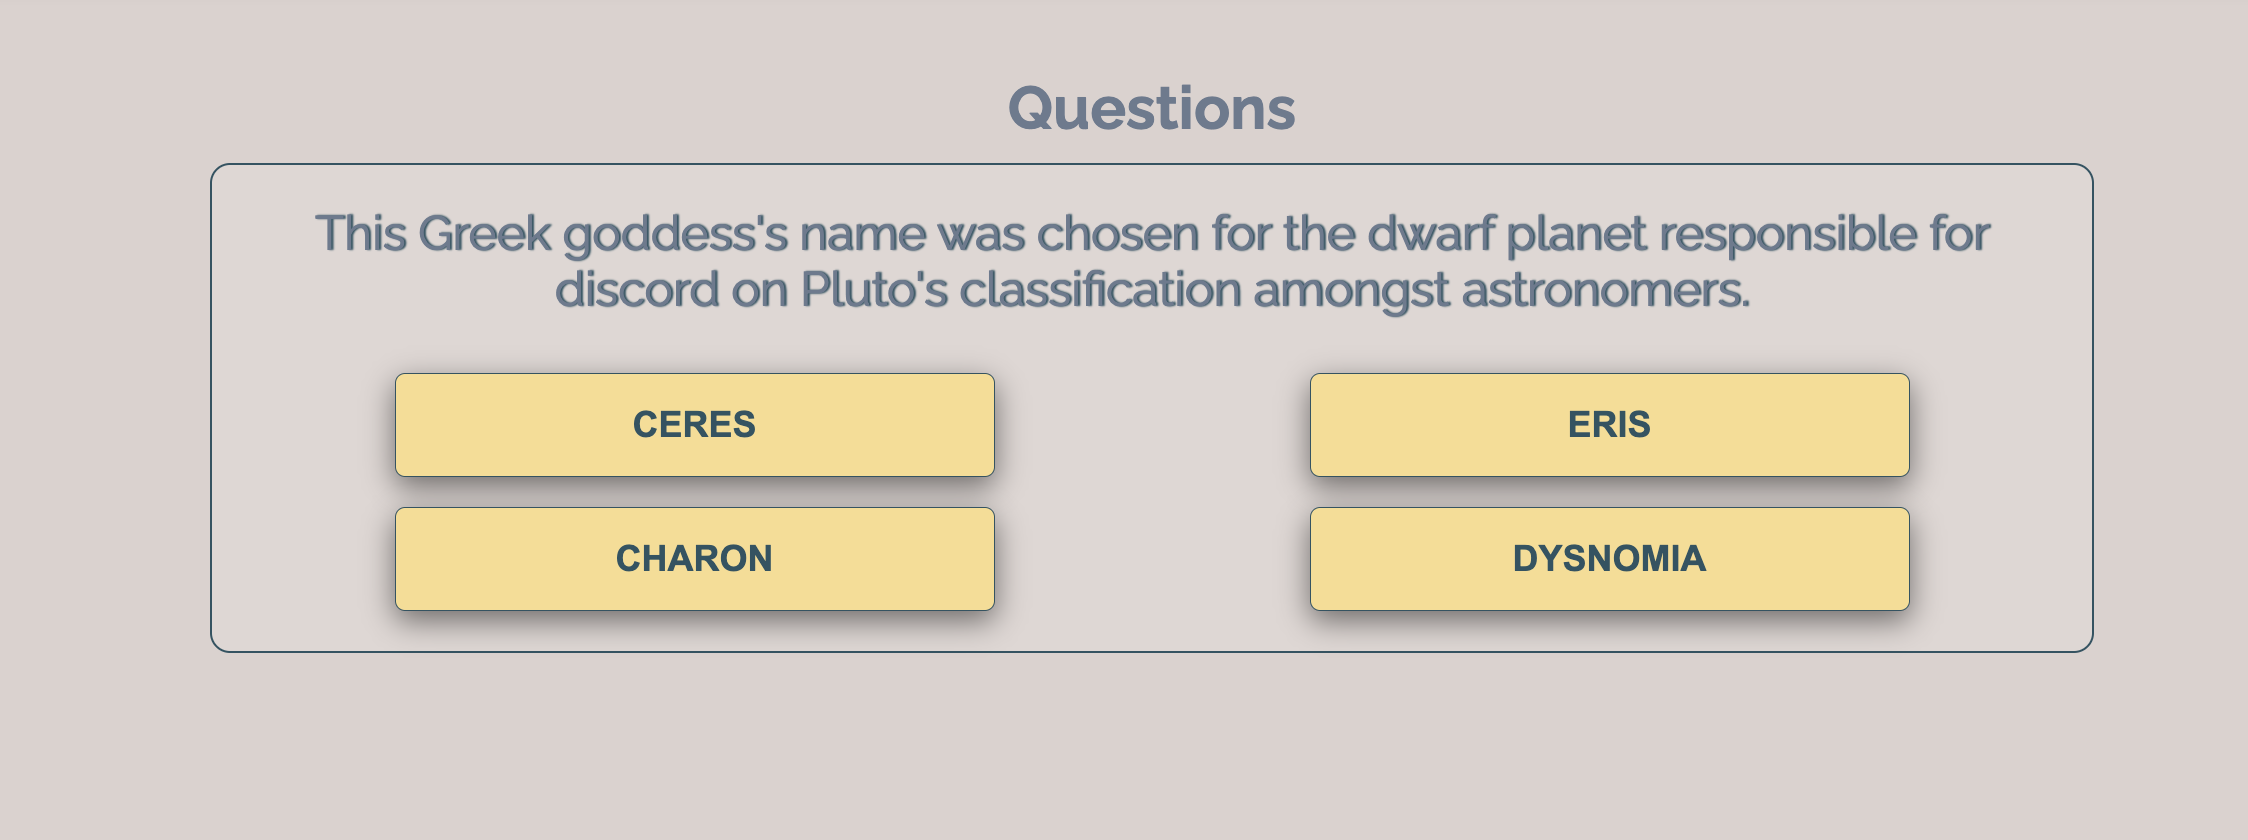 Questions
This Greek goddess's name was chosen for the dwarf planet responsible for
discord on Pluto's classification amongst astronomers.
CERES
ERIS
CHARON
DYSNOMIA